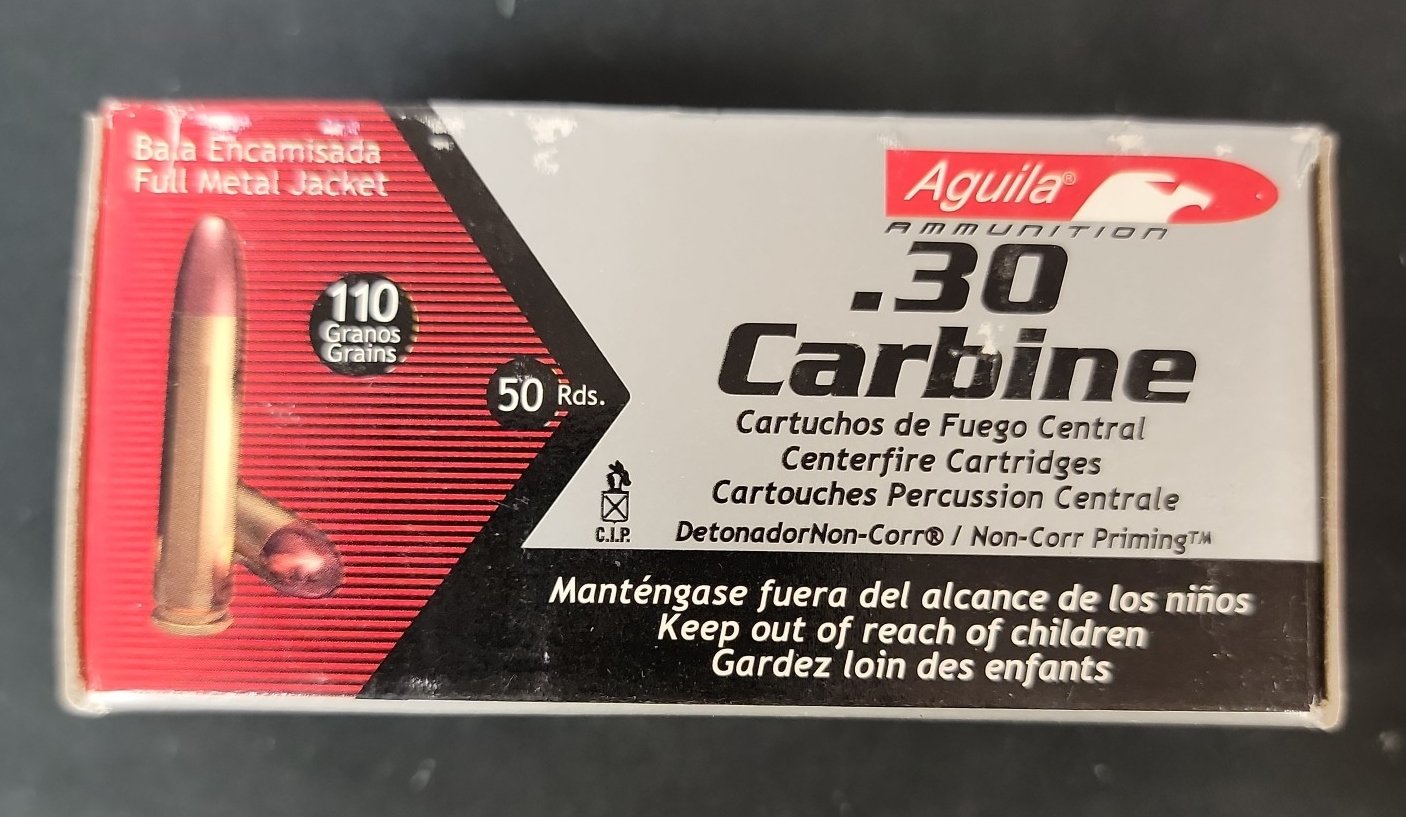 Bala Encamisada
Full Metal Jacket
110
Granos
Grains
50 Rds.
Aguila®
AMMUNITION
.30
Carbine
Cartuchos de Fuego Central
Centerfire Cartridges
Cartouches Percussion Centrale
C.I.P.
DetonadorNon-Corr® / Non-Corr Priming™
Manténgase fuera del alcance de los niños
Keep out of reach of children
Gardez loin des enfants